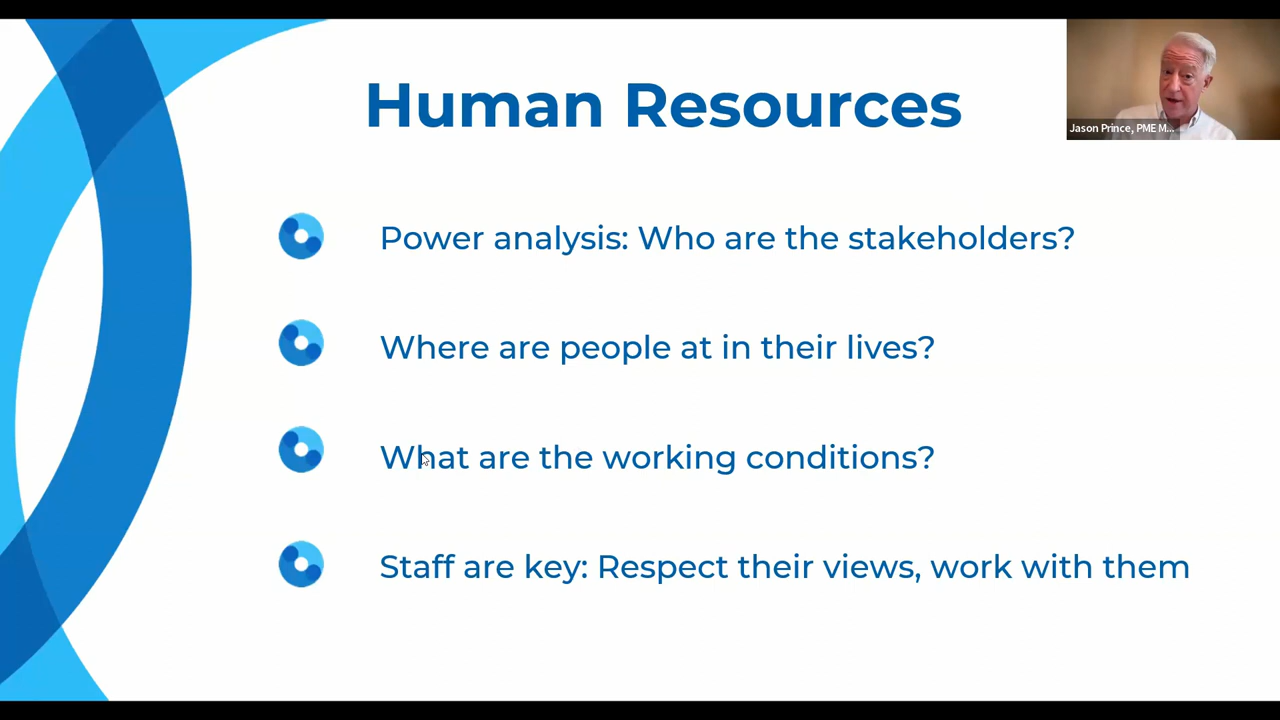 Human Resources
Jason Prince, PME M...
Power analysis: Who are the stakeholders?
Where are people at in their lives?
What are the working conditions?
Staff are key: Respect their views, work with them